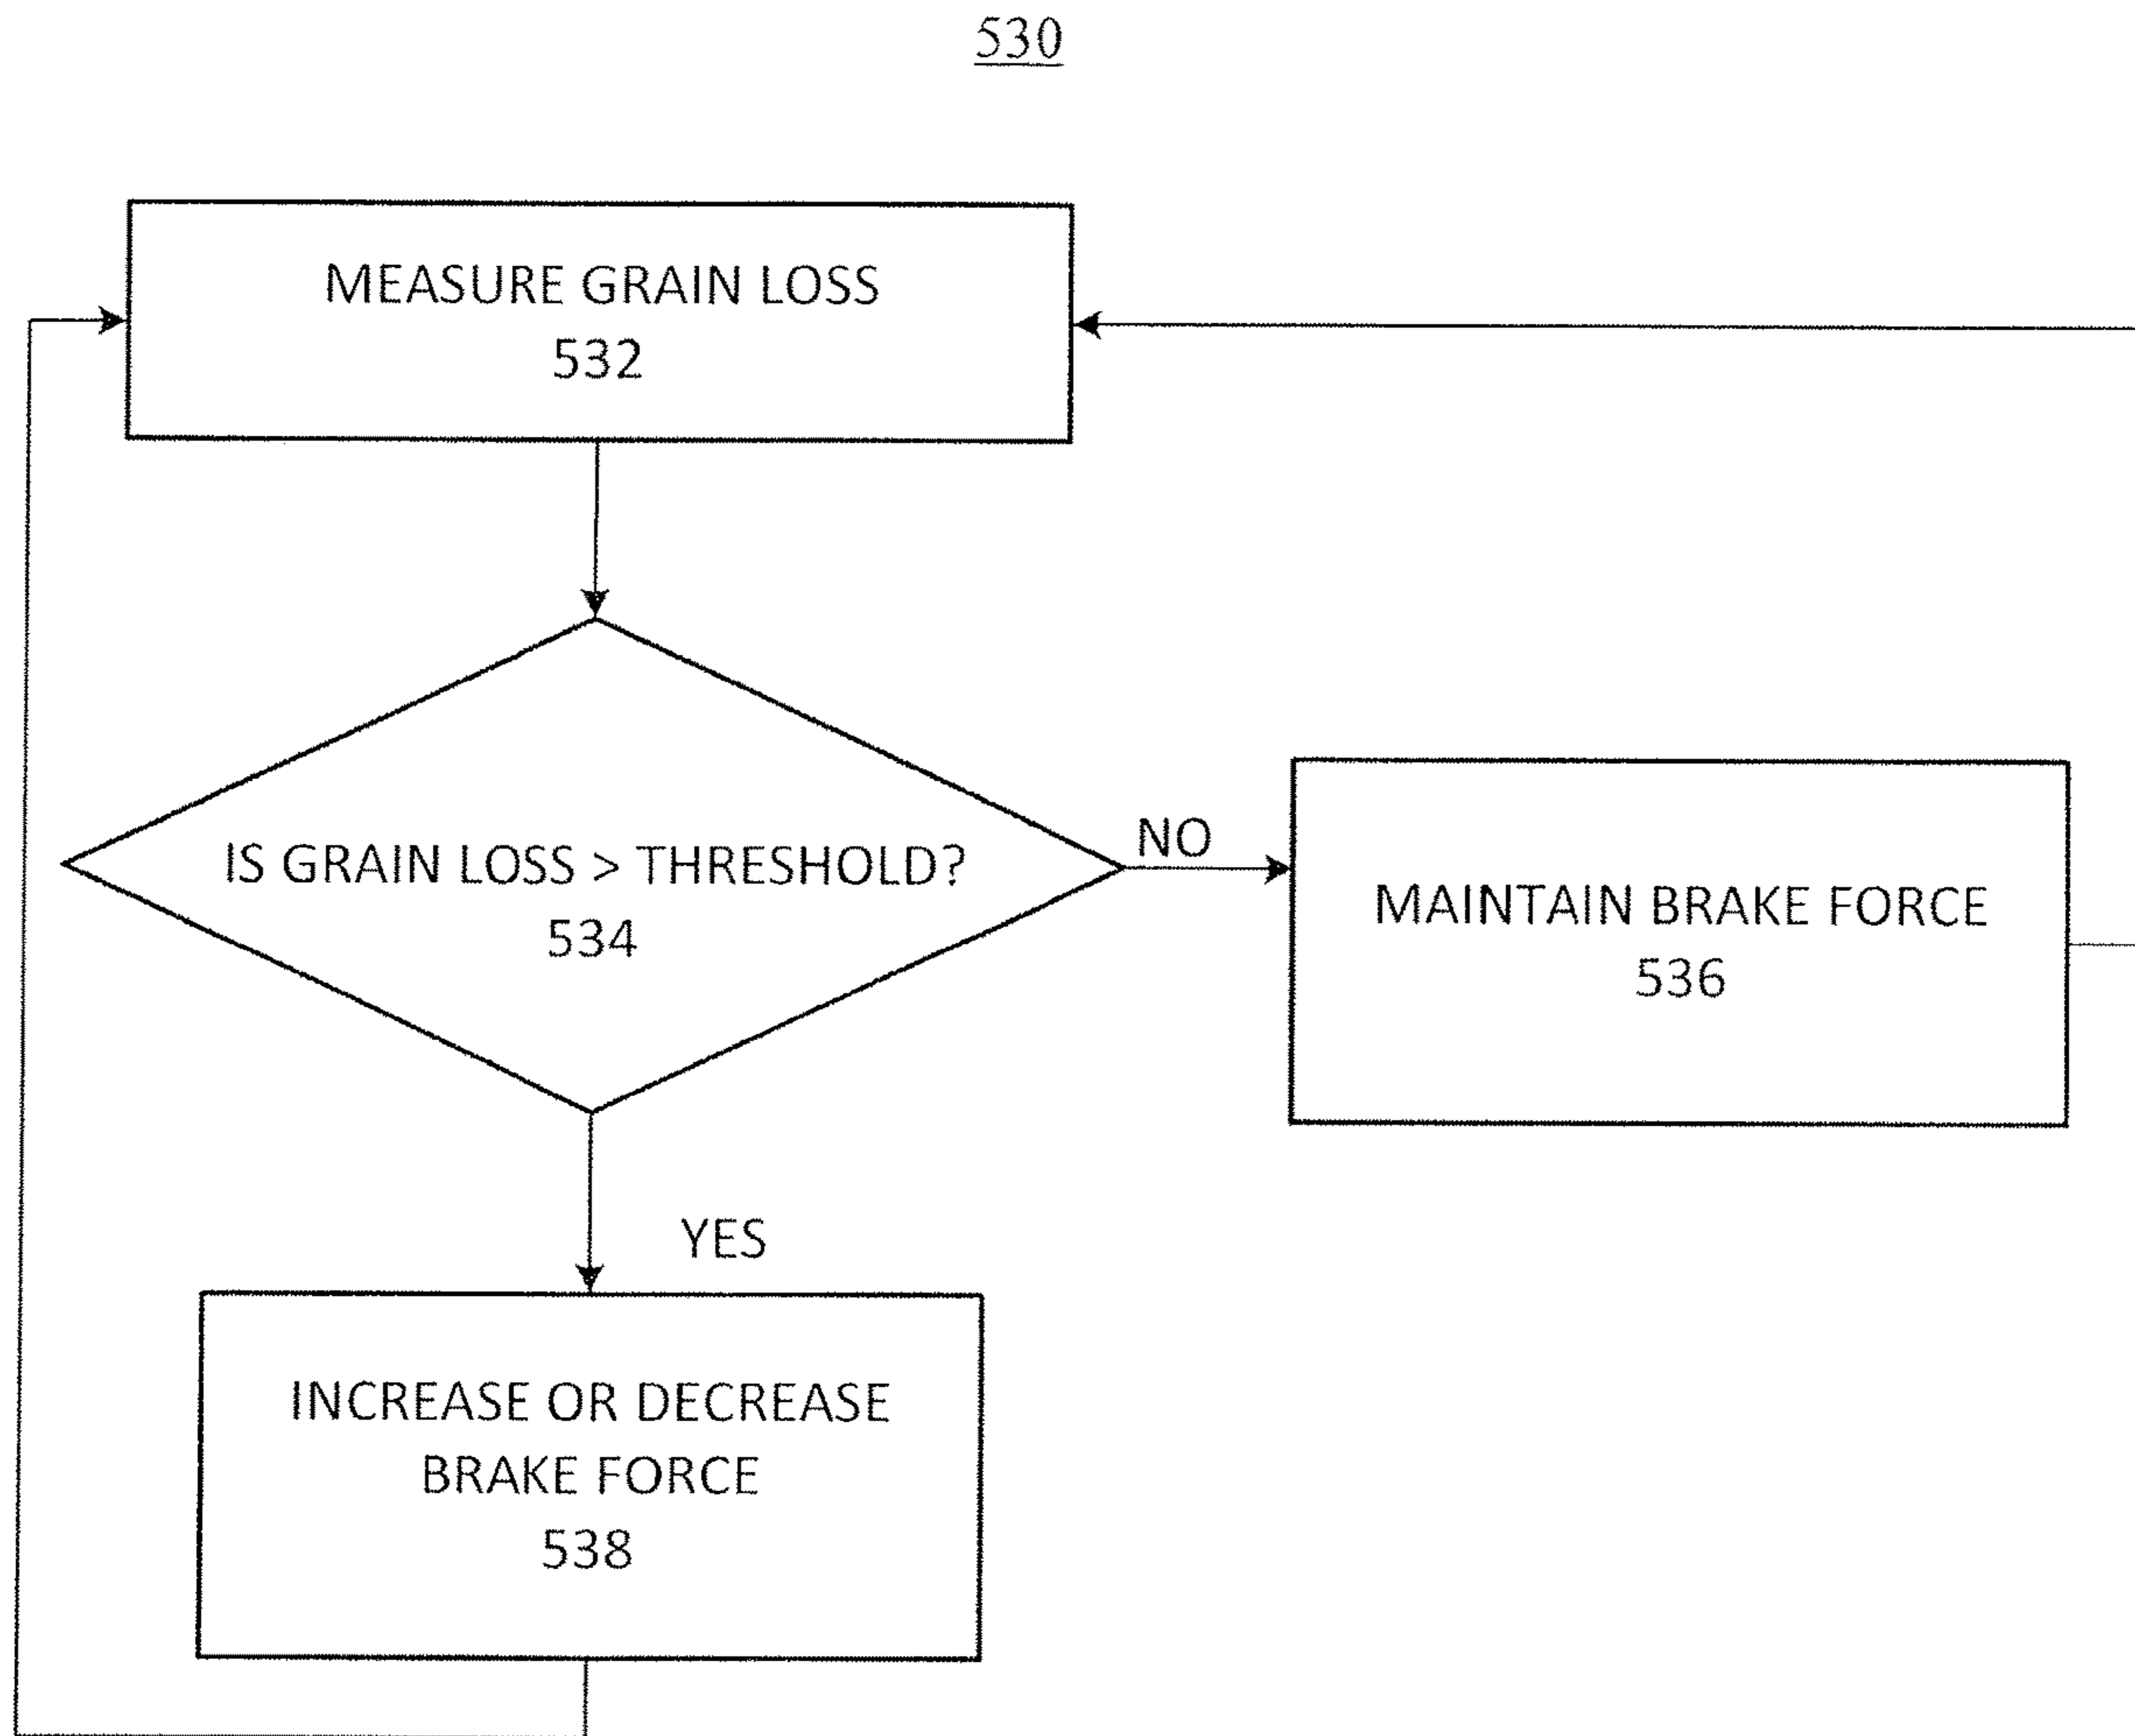 530
MEASURE GRAIN LOSS
532
IS GRAIN LOSS > THRESHOLD?
534
NO
MAINTAIN BRAKE FORCE
536
YES
INCREASE OR DECREASE
BRAKE FORCE
538